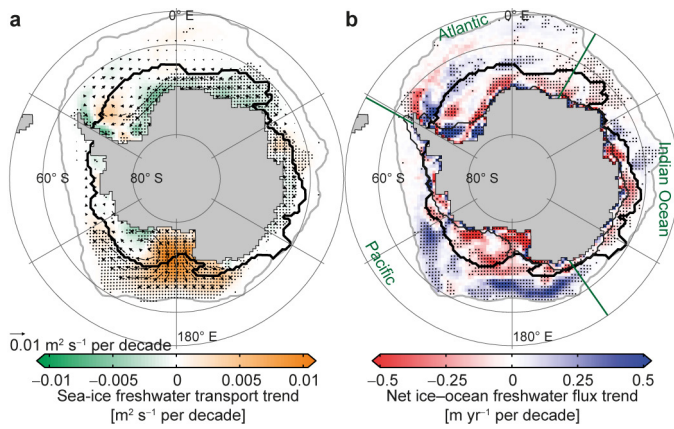 a
0° E
60° S
80° S
180° E
0.01 m² s⁻¹ per decade
−0.01 −0.005 0 0.005 0.01
Sea-ice freshwater transport trend
[m² s⁻¹ per decade]
b
0° E
Atlantic
Indian Ocean
Pacific
60° S
80° S
180° E
−0.5 −0.25 0 0.25 0.5
Net ice–ocean freshwater flux trend
[m yr⁻¹ per decade]